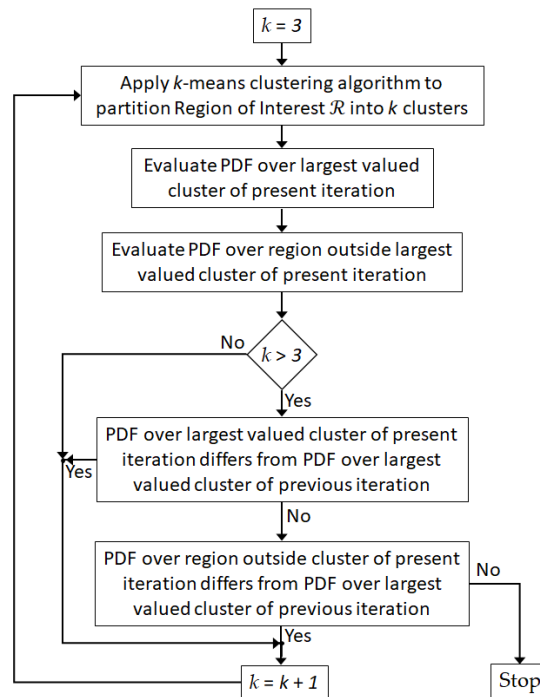 k = 3
Apply k-means clustering algorithm to
partition Region of Interest ℛ into k clusters
Evaluate PDF over largest valued
cluster of present iteration
Evaluate PDF over region outside largest
valued cluster of present iteration
No
k > 3
Yes
PDF over largest valued cluster of present
iteration differs from PDF over largest
valued cluster of previous iteration
Yes
No
PDF over region outside cluster of present
iteration differs from PDF over largest
valued cluster of previous iteration
No
Yes
k = k + 1
Stop